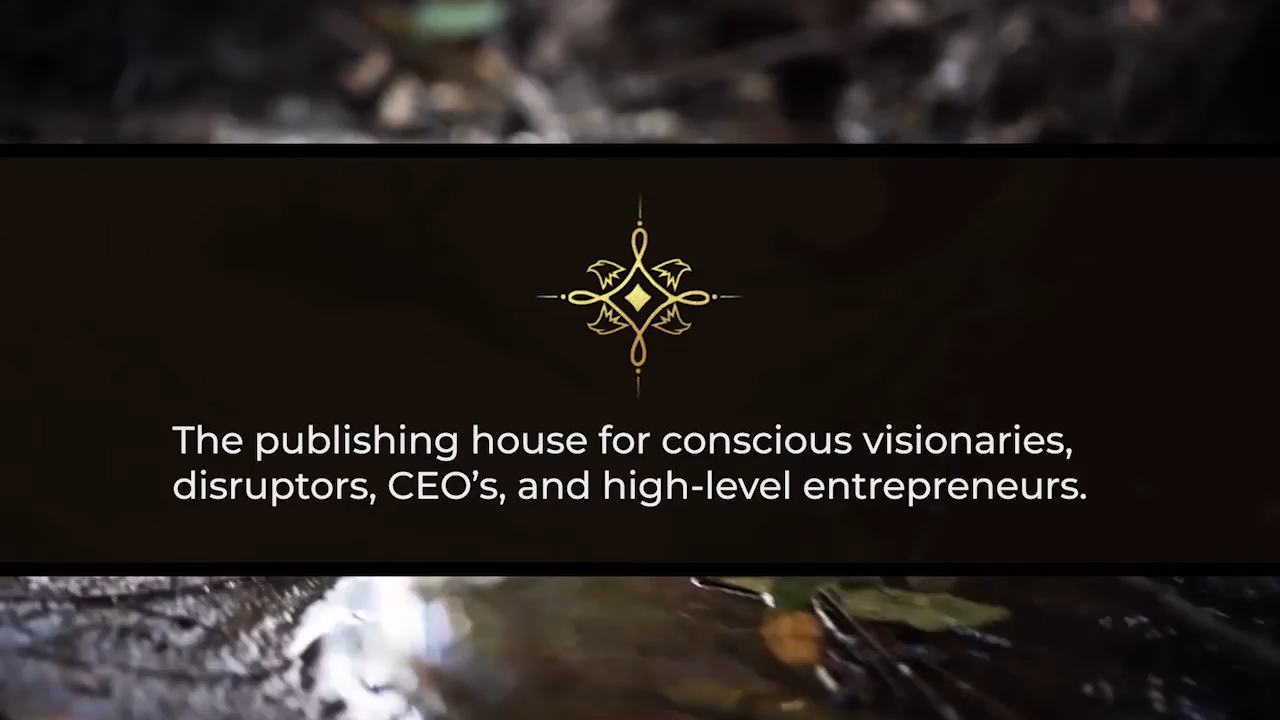 The publishing house for conscious visionaries,
disruptors, CEO’s, and high-level entrepreneurs.